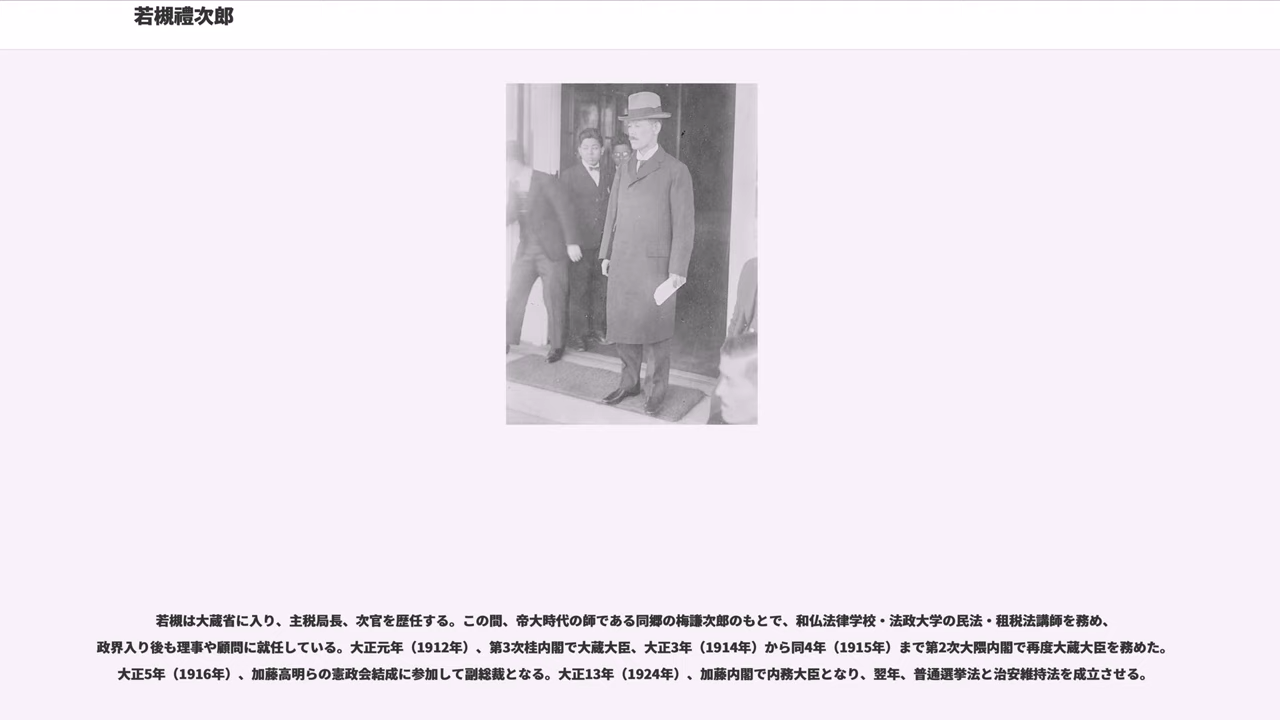 若槻禮次郎
若槻は大蔵省に入り、主税局長、次官を歴任する。この間、帝大時代の師である同郷の梅謙次郎のもとで、和仏法律学校・法政大学の民法・租税法講師を務め、
政界入り後も理事や顧問に就任している。大正元年（1912年）、第3次桂内閣で大蔵大臣、大正3年（1914年）から同4年（1915年）まで第2次大隈内閣で再度大蔵大臣を務めた。
大正5年（1916年）、加藤高明らの憲政会結成に参加して副総裁となる。大正13年（1924年）、加藤内閣で内務大臣となり、翌年、普通選挙法と治安維持法を成立させる。